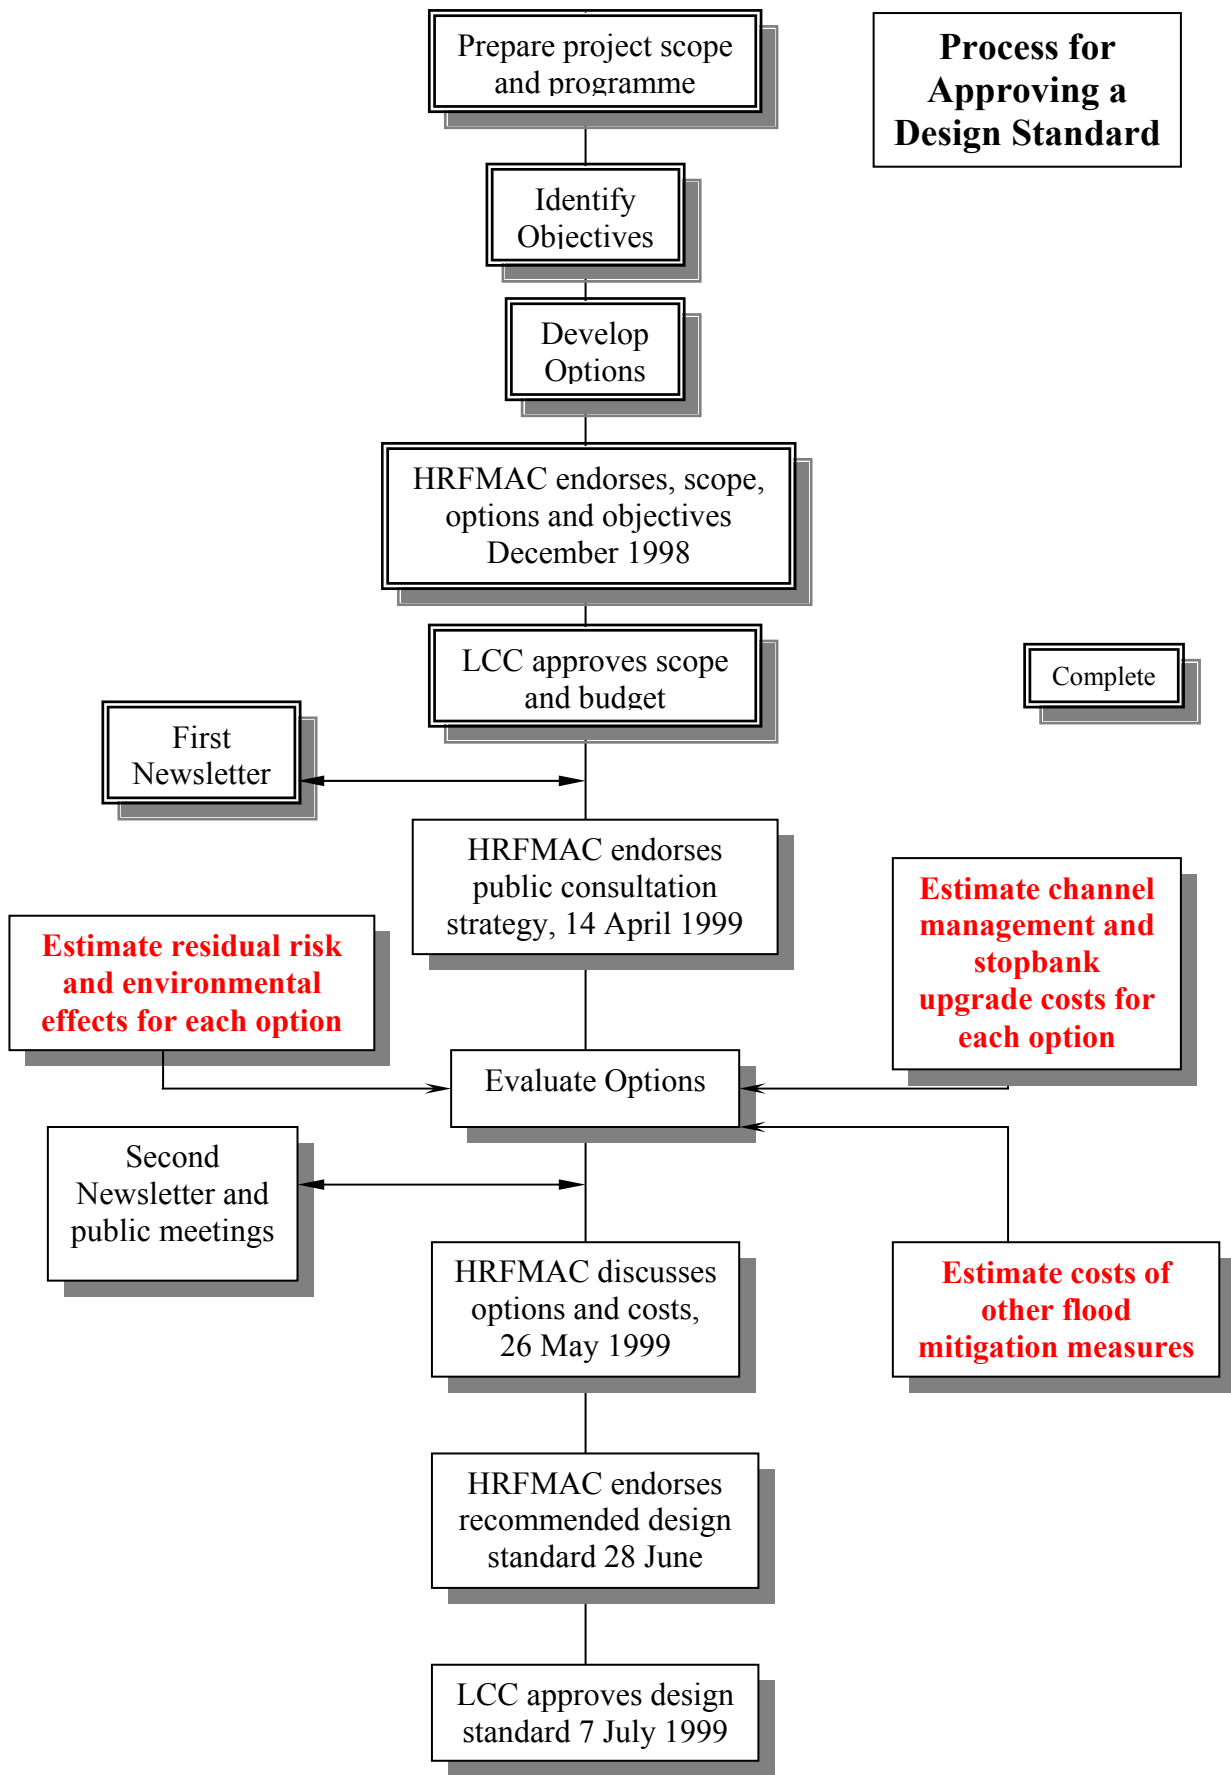 Prepare project scope
and programme
Process for
Approving a
Design Standard
Identify
Objectives
Develop
Options
HRFMAC endorses, scope,
options and objectives
December 1998
LCC approves scope
and budget
Complete
First
Newsletter
HRFMAC endorses
public consultation
strategy, 14 April 1999
Estimate residual risk
and environmental
effects for each option
Estimate channel
management and
stopbank
upgrade costs for
each option
Evaluate Options
Second
Newsletter and
public meetings
HRFMAC discusses
options and costs,
26 May 1999
Estimate costs of
other flood
mitigation measures
HRFMAC endorses
recommended design
standard 28 June
LCC approves design
standard 7 July 1999